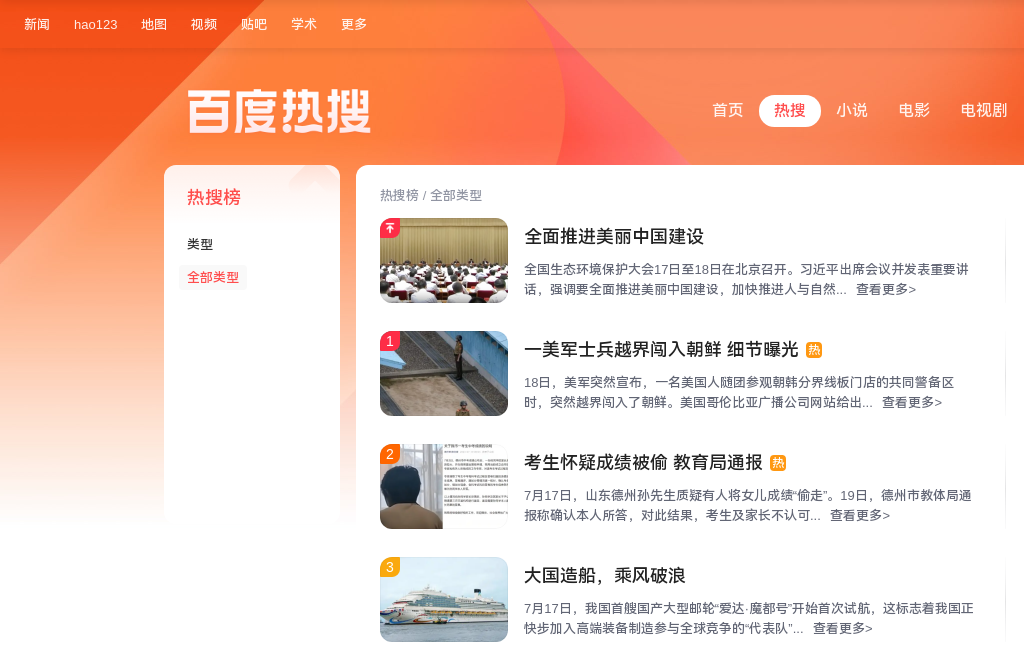 新闻 hao123 地图 视频 贴吧 学术 更多
百度热搜
首页 热搜 小说 电影 电视剧
热搜榜
类型
全部类型
热搜榜 / 全部类型
全面推进美丽中国建设
全国生态环境保护大会17日至18日在北京召开。习近平出席会议并发表重要讲
话，强调要全面推进美丽中国建设，加快推进人与自然... 查看更多>
1
一美军士兵越界闯入朝鲜 细节曝光 热
18日，美军突然宣布，一名美国人随团参观朝韩分界线板门店的共同警备区
时，突然越界闯入了朝鲜。美国哥伦比亚广播公司网站给出... 查看更多>
2
考生怀疑成绩被偷 教育局通报 热
7月17日，山东德州孙先生质疑有人将女儿成绩“偷走”。19日，德州市教体局通
报称确认本人所答，对此结果，考生及家长不认可... 查看更多>
3
大国造船，乘风破浪
7月17日，我国首艘国产大型邮轮“爱达·魔都号”开始首次试航，这标志着我国正
快步加入高端装备制造参与全球竞争的“代表队”... 查看更多>